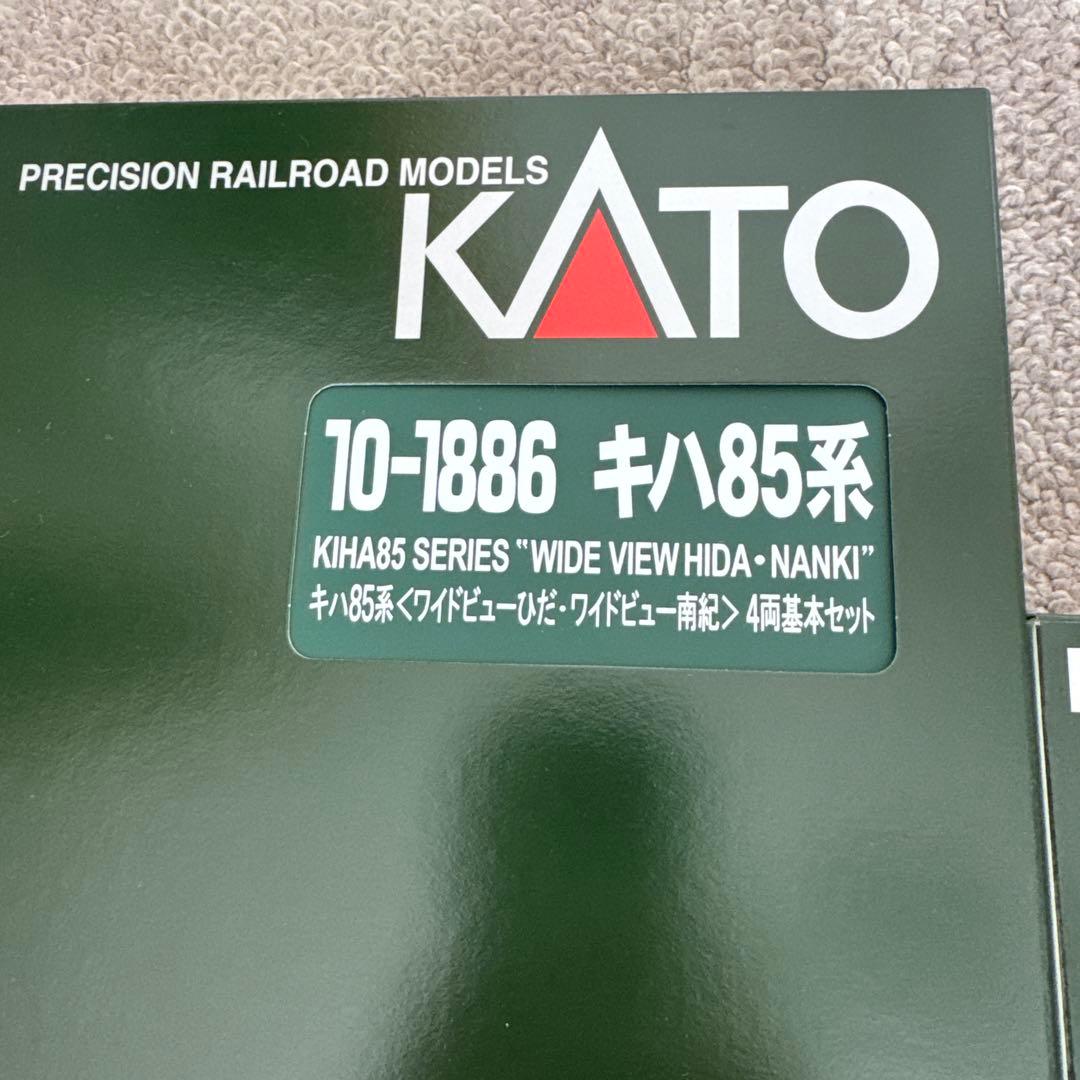 PRECISION RAILROAD MODELS
KATO
10-1886 キハ85系
KIHA85 SERIES "WIDE VIEW HIDA・NANKI"
キハ85系<ワイドビューひだ・ワイドビュー南紀> 4両基本セット